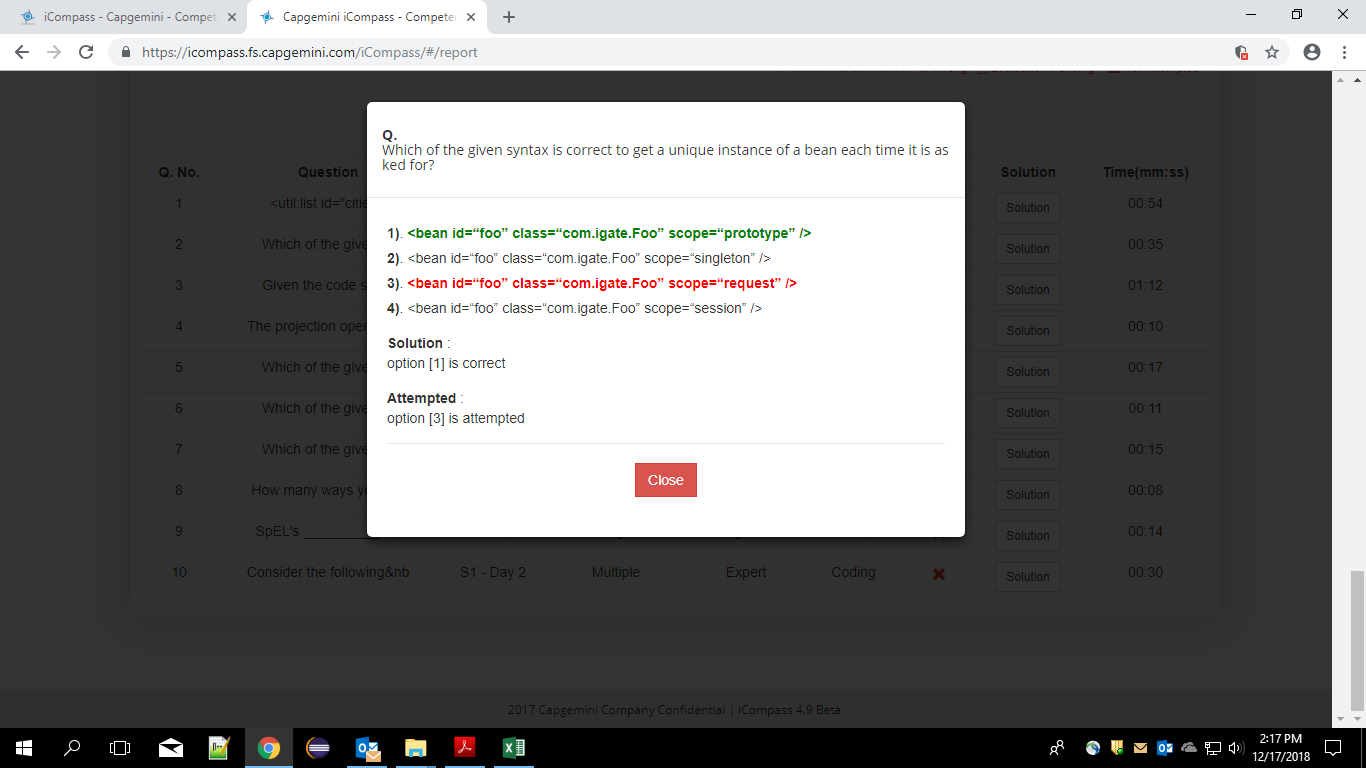 iCompass - Capgemini - Compet
Capgemini iCompass - Competen
https://icompass.fs.capgemini.com/iCompass/#/report
Q.
Which of the given syntax is correct to get a unique instance of a bean each time it is as
ked for?
1). <bean id=“foo” class=“com.igate.Foo” scope=“prototype” />
2). <bean id=“foo” class=“com.igate.Foo” scope=“singleton” />
3). <bean id=“foo” class=“com.igate.Foo” scope=“request” />
4). <bean id=“foo” class=“com.igate.Foo” scope=“session” />
Solution :
option [1] is correct
Attempted :
option [3] is attempted
Close
Q. No. Question Solution Time(mm:ss)
1 <util:list id="citie Solution 00:54
2 Which of the give Solution 00:35
3 Given the code s Solution 01:12
4 The projection oper Solution 00:10
5 Which of the give Solution 00:17
6 Which of the give Solution 00:11
7 Which of the give Solution 00:15
8 How many ways y Solution 00:08
9 SpEL's __________ Solution 00:14
10 Consider the following&nb S1 - Day 2 Multiple Expert Coding Solution 00:30
2017 Capgemini Company Confidential | iCompass 4.9 Beta
2:17 PM
12/17/2018